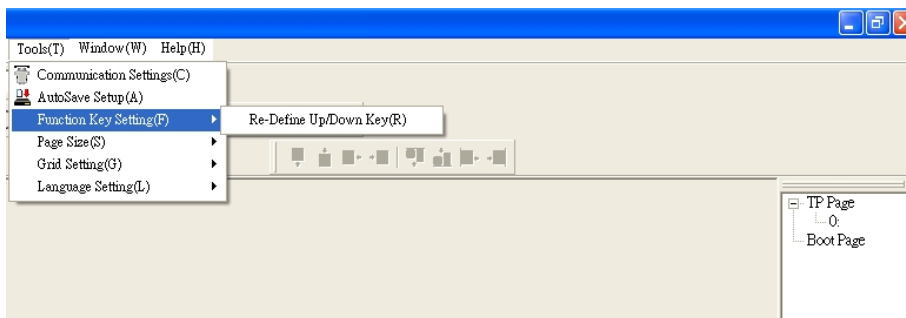 Tools(T) Window(W) Help(H)
Communication Settings(C)
AutoSave Setup(A)
Function Key Setting(F)
Re-Define Up/Down Key(R)
Page Size(S)
Grid Setting(G)
Language Setting(L)
TP Page
0:
Boot Page